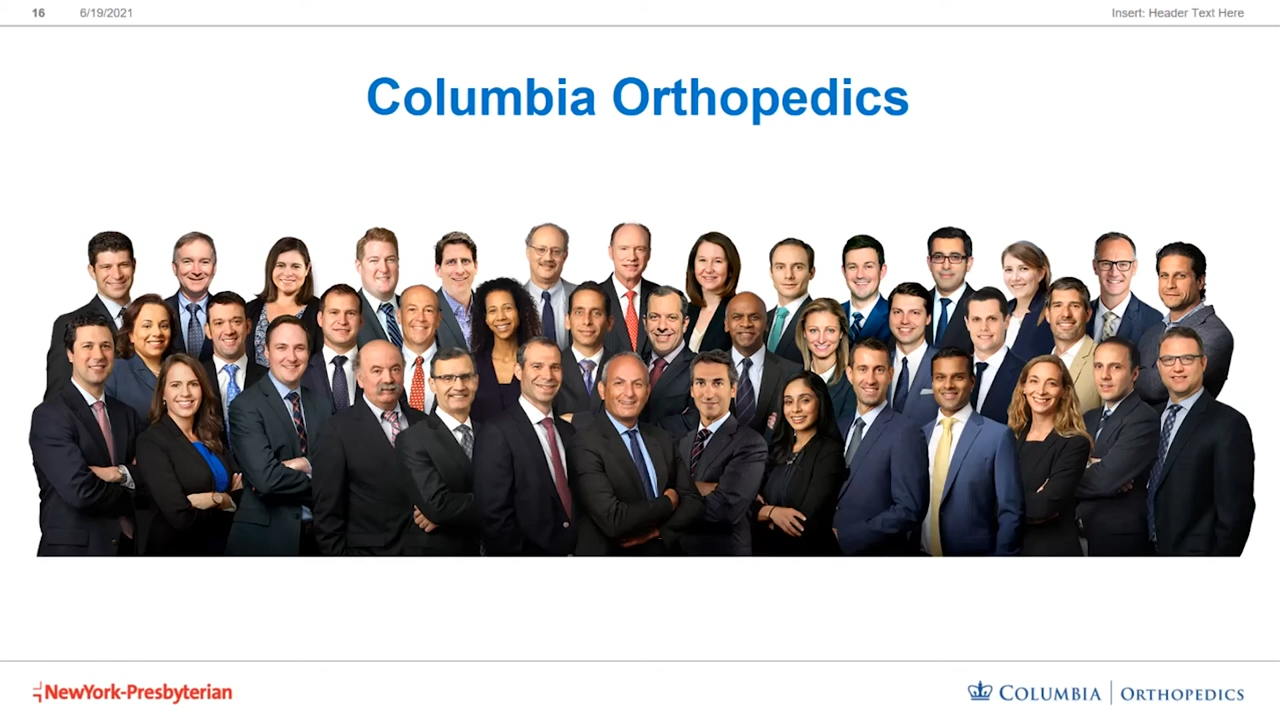 16 6/19/2021 Insert: Header Text Here
Columbia Orthopedics
NewYork-Presbyterian
COLUMBIA | ORTHOPEDICS